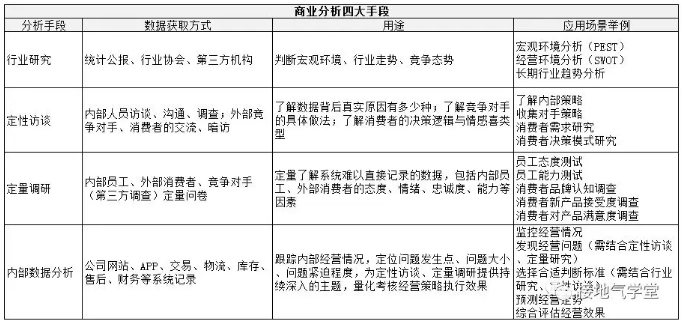 商业分析四大手段
分析手段 数据获取方式 用途 应用场景举例
行业研究
统计公报、行业协会、第三方机构
判断宏观环境、行业走势、竞争态势
宏观环境分析（PEST）
经营环境分析（SWOT）
长期行业趋势分析
定性访谈
内部人员访谈、沟通、调查；外部竞
争对手、消费者的交流、暗访
了解数据背后真实原因有多少种；了解竞争对手
的具体做法；了解消费者的决策逻辑与情感喜类
型
了解内部策略
收集对手策略
消费者需求研究
消费者决策模式研究
定量调研
内部员工、外部消费者、竞争对手
（第三方调查）定量问卷
定量了解系统难以直接记录的数据，包括内部员
工、外部消费者的态度、情绪、忠诚度、能力等
因素
员工态度测试
员工能力测试
消费者品牌认知调查
消费者新产品接受度调查
消费者对产品满意度调查
内部数据分析
公司网站、APP、交易、物流、库存、
售后、财务等系统记录
跟踪内部经营情况，定位问题发生点、问题大小
、问题紧迫程度，为定性访谈、定量调研提供持
续深入的主题，量化考核经营策略执行效果
监控经营情况
发现经营问题（需结合定性访谈
、定量研究）
选择合适判断标准（需结合行业
研究、定性访谈）
预测经营走势
综合评估经营效果
接地气学堂